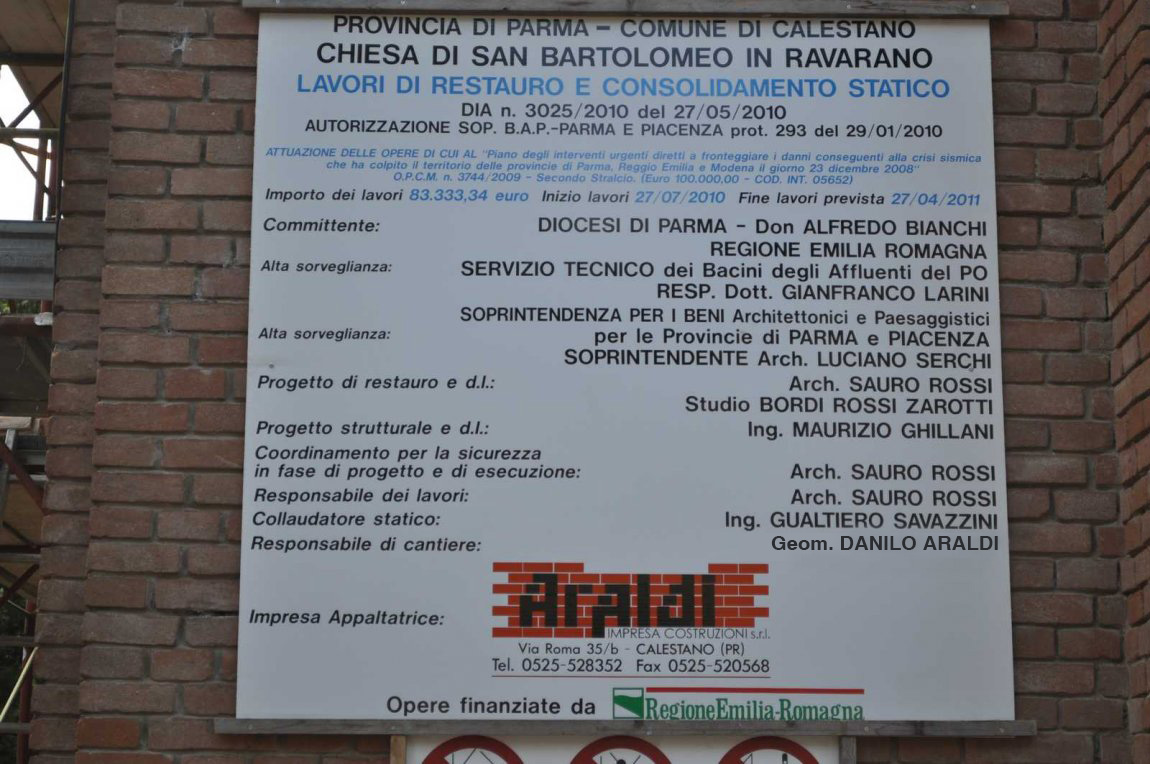 PROVINCIA DI PARMA – COMUNE DI CALESTANO
CHIESA DI SAN BARTOLOMEO IN RAVARANO
LAVORI DI RESTAURO E CONSOLIDAMENTO STATICO
DIA n. 3025/2010 del 27/05/2010
AUTORIZZAZIONE SOP. B.A.P.-PARMA E PIACENZA prot. 293 del 29/01/2010
ATTUAZIONE DELLE OPERE DI CUI AL "Piano degli interventi urgenti diretti a fronteggiare i danni conseguenti alla crisi sismica
che ha colpito il territorio delle provincie di Parma, Reggio Emilia e Modena il giorno 23 dicembre 2008"
O.P.C.M. n. 3744/2009 - Secondo Stralcio. (Euro 100.000,00 - COD. INT. 05652)
Importo dei lavori 83.333,34 euro Inizio lavori 27/07/2010 Fine lavori prevista 27/04/2011
Committente: DIOCESI DI PARMA - Don ALFREDO BIANCHI
REGIONE EMILIA ROMAGNA
Alta sorveglianza: SERVIZIO TECNICO dei Bacini degli Affluenti del PO
RESP. Dott. GIANFRANCO LARINI
SOPRINTENDENZA PER I BENI Architettonici e Paesaggistici
Alta sorveglianza: per le Provincie di PARMA e PIACENZA
SOPRINTENDENTE Arch. LUCIANO SERCHI
Progetto di restauro e d.l.: Arch. SAURO ROSSI
Studio BORDI ROSSI ZAROTTI
Progetto strutturale e d.l.: Ing. MAURIZIO GHILLANI
Coordinamento per la sicurezza
in fase di progetto e di esecuzione: Arch. SAURO ROSSI
Responsabile dei lavori: Arch. SAURO ROSSI
Collaudatore statico: Ing. GUALTIERO SAVAZZINI
Responsabile di cantiere: Geom. DANILO ARALDI
Araldi
Impresa Appaltatrice: IMPRESA COSTRUZIONI s.r.l.
Via Roma 35/b - CALESTANO (PR)
Tel. 0525-528352 Fax 0525-520568
Opere finanziate da RegioneEmilia-Romagna